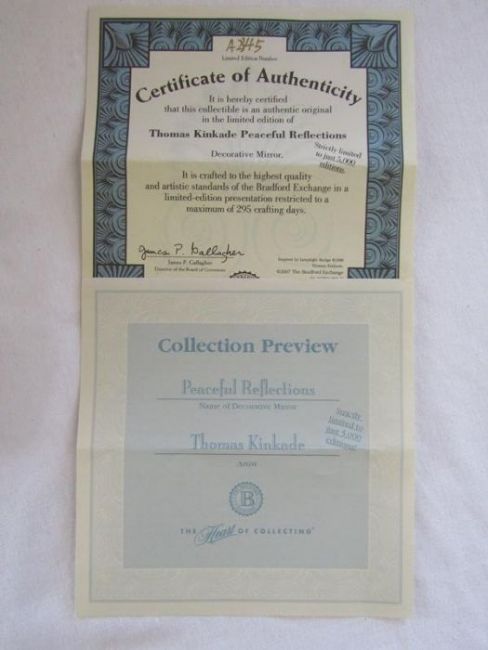 A2445
Limited Edition Number
Certificate of Authenticity
It is hereby certified
that this collectible is an authentic original
in the limited edition of
Thomas Kinkade Peaceful Reflections
Decorative Mirror.
Strictly limited
to just 5,000
editions.
It is crafted to the highest quality
and artistic standards of the Bradford Exchange in a
limited-edition presentation restricted to a
maximum of 295 crafting days.
James P. Gallagher
James P. Gallagher
Director of the Board of Governors
©2007 The Bradford Exchange
Collection Preview
Peaceful Reflections
Name of Decorative Mirror
Strictly
limited to
just 5,000
editions!
Thomas Kinkade
Artist
B
THE Heart OF COLLECTING®